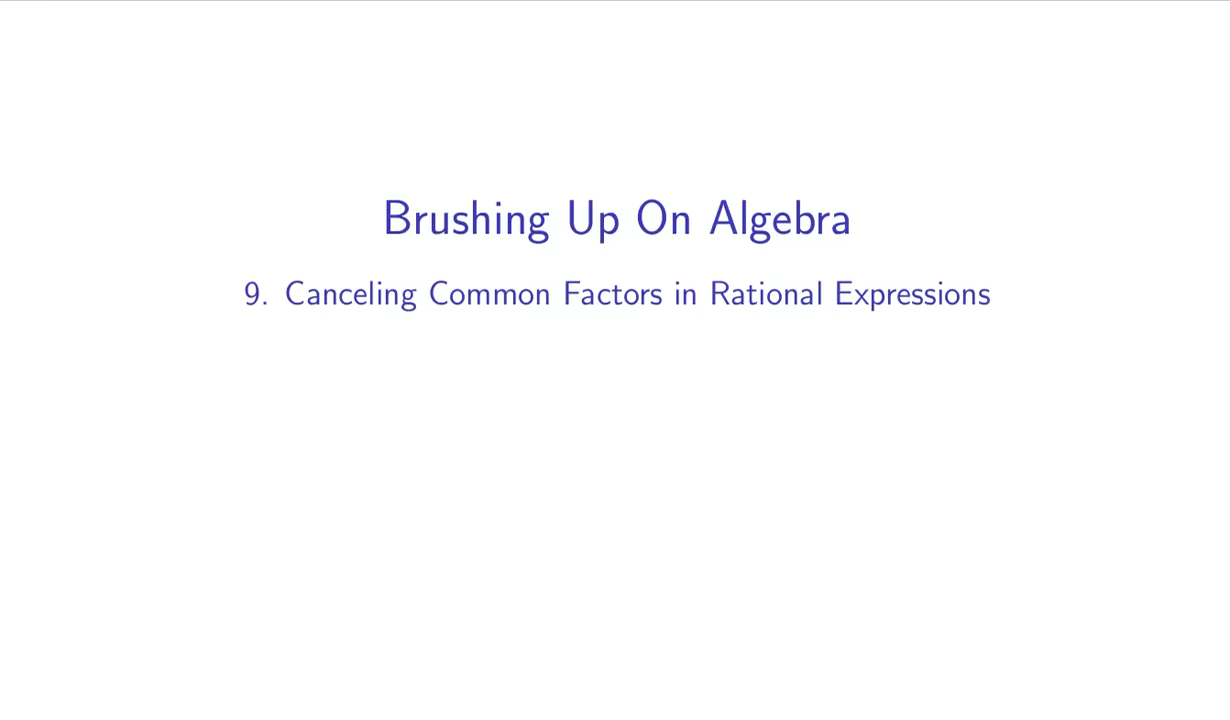 Brushing Up On Algebra
9. Canceling Common Factors in Rational Expressions